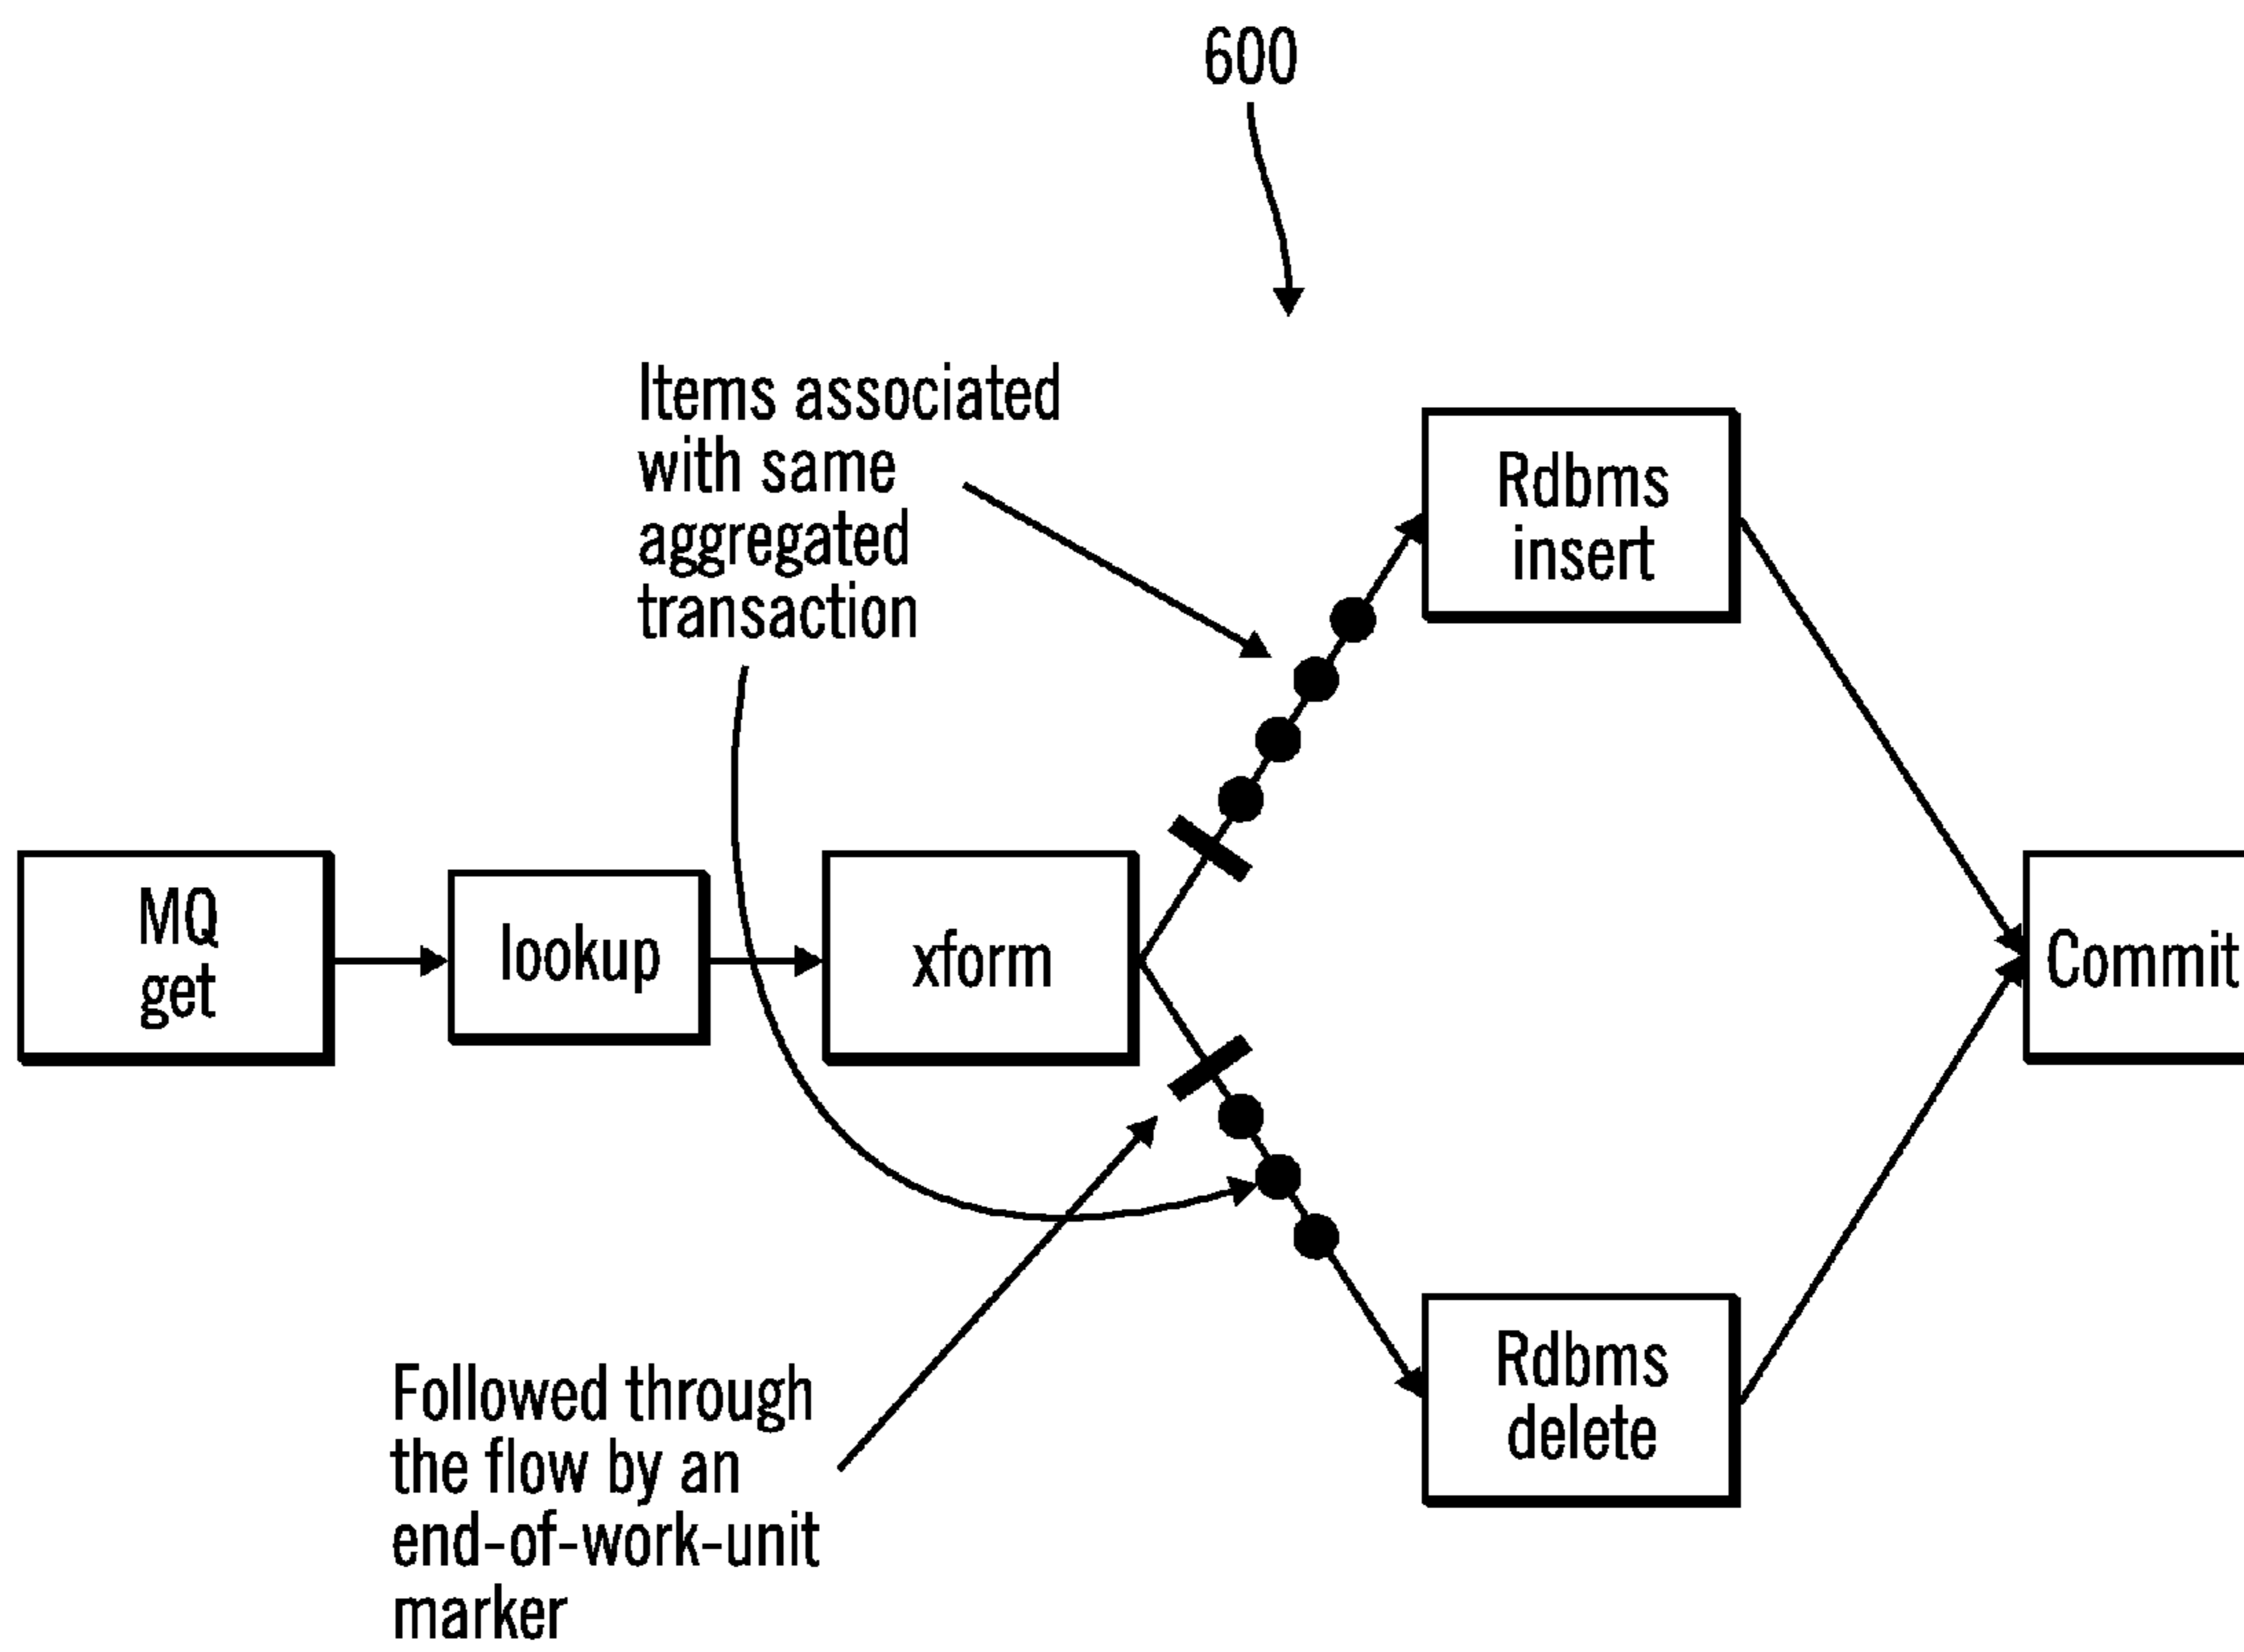 600
Items associated
with same
aggregated
transaction
Rdbms
insert
MQ
get
lookup
xform
Commit
Followed through
the flow by an
end-of-work-unit
marker
Rdbms
delete